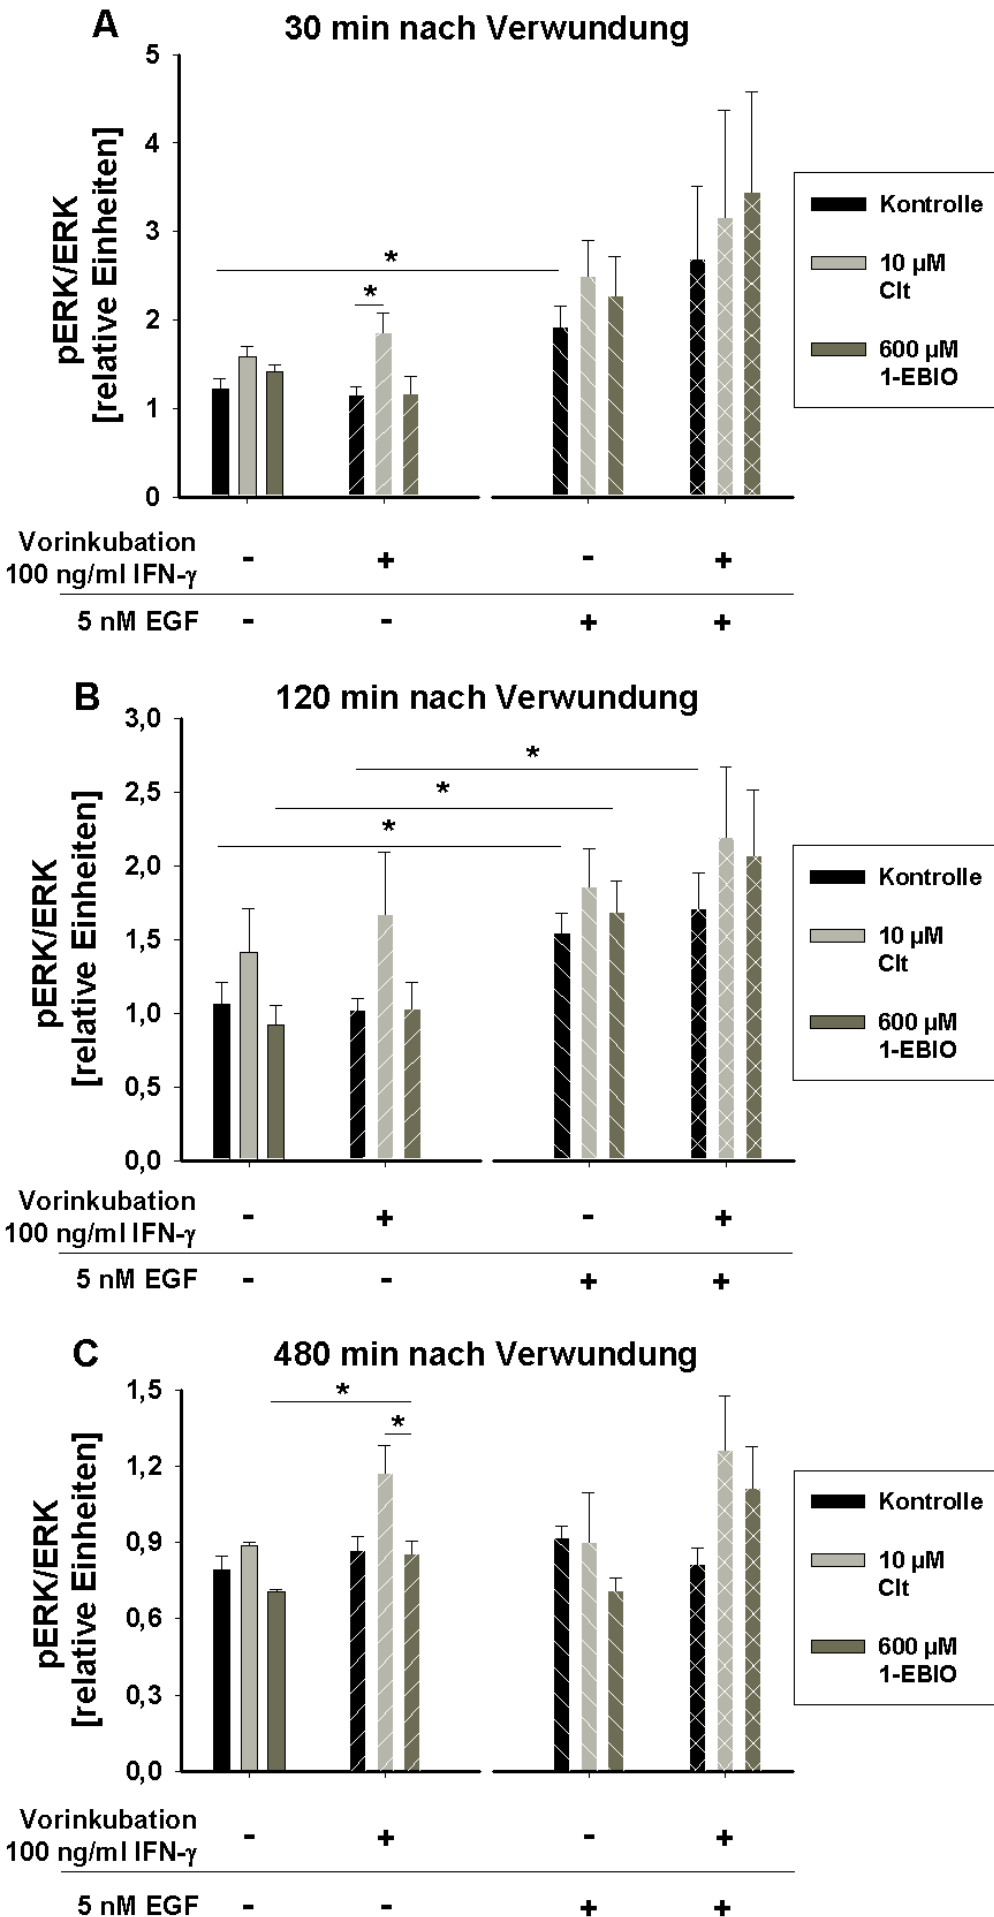 A
30 min nach Verwundung
pERK/ERK
[relative Einheiten]
5
4
3
2
1
0
*
*
Kontrolle
10 µM
Clt
600 µM
1-EBIO
Vorinkubation
100 ng/ml IFN-γ
- + - +
5 nM EGF - - + +
B
120 min nach Verwundung
pERK/ERK
[relative Einheiten]
3,0
2,5
2,0
1,5
1,0
0,5
0,0
*
*
*
Kontrolle
10 µM
Clt
600 µM
1-EBIO
Vorinkubation
100 ng/ml IFN-γ
- + - +
5 nM EGF - - + +
C
480 min nach Verwundung
pERK/ERK
[relative Einheiten]
1,5
1,2
0,9
0,6
0,3
0,0
*
*
Kontrolle
10 µM
Clt
600 µM
1-EBIO
Vorinkubation
100 ng/ml IFN-γ
- + - +
5 nM EGF - - + +